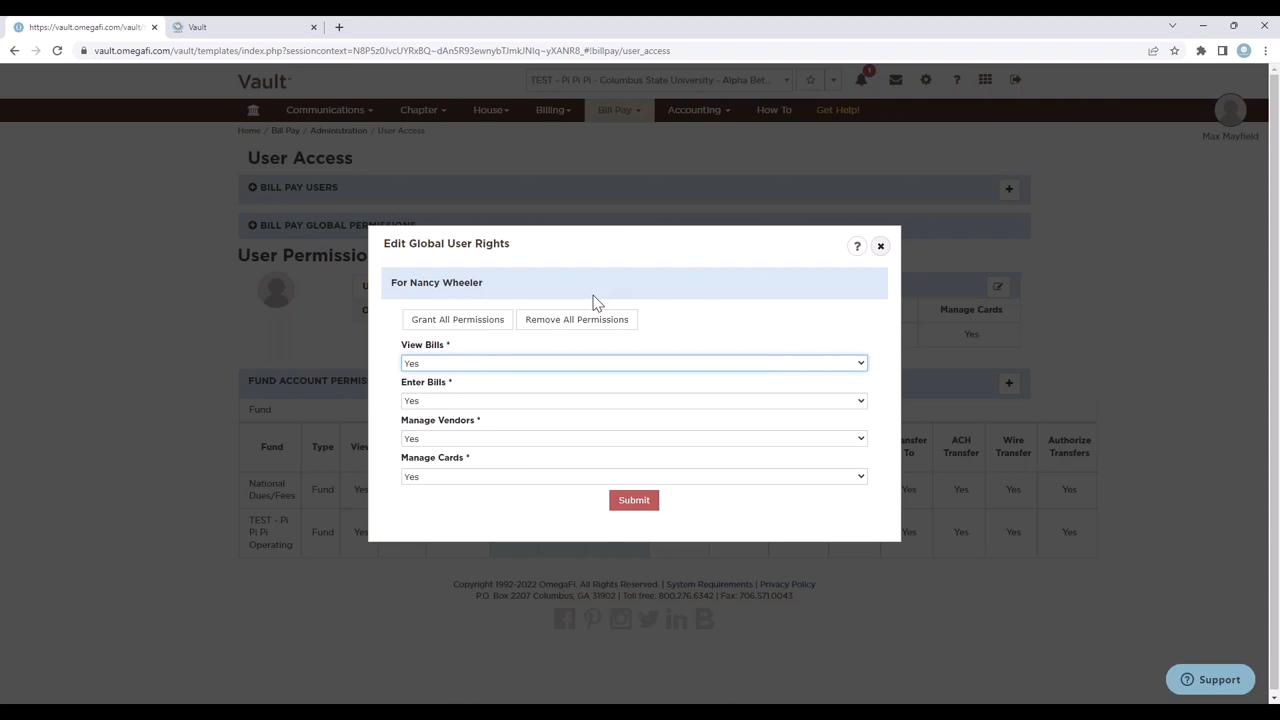 https://vault.omegafi.com/vault/
Vault
vault.omegafi.com/vault/templates/index.php?sessioncontext=N8P5z0JvcUYRxBQ~dAn5R93ewnybTJmkJNIq~yXANR8_#!billpay/user_access
Vault
TEST - Pi Pi Pi - Columbus State University - Alpha Bet...
1
?
Communications
Chapter
House
Billing
Bill Pay
Accounting
How To
Get Help!
Max Mayfield
Home / Bill Pay / Administration / User Access
User Access
BILL PAY USERS
+
BILL PAY GLOBAL PERMISSIONS
User Permissio
Edit Global User Rights
?
For Nancy Wheeler
Grant All Permissions
Remove All Permissions
View Bills *
Yes
Enter Bills *
Yes
Manage Vendors *
Yes
Manage Cards *
Yes
Submit
Manage Cards
Yes
FUND ACCOUNT PERMIS
+
Fund
Fund Type View ansfer To ACH Transfer Wire Transfer Authorize Transfers
National Dues/Fees Fund Yes Yes Yes Yes Yes
TEST - Pi Pi Pi Operating Fund Yes Yes Yes Yes Yes
Copyright 1992-2022 OmegaFi. All Rights Reserved. | System Requirements | Privacy Policy
P.O. Box 2207 Columbus, GA 31902 | Toll free: 800.276.6342 | Fax: 706.571.0043
Support